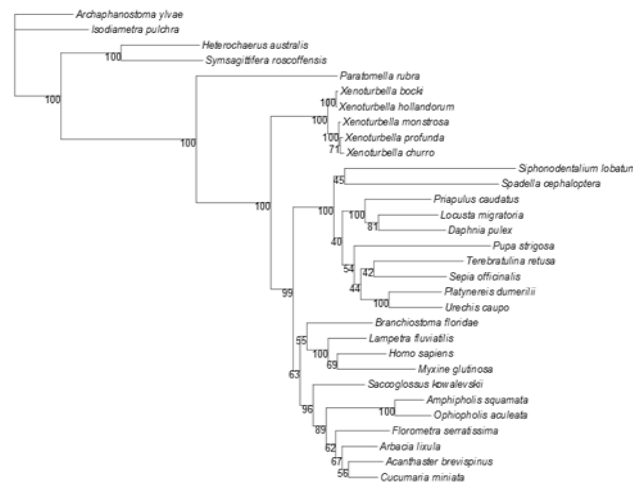 Archaphanostoma ylvae
Isodiametra pulchra
Heterochaerus australis
100
Symsagittifera roscoffensis
Paratomella rubra
100
Xenoturbella bocki
100
Xenoturbella hollandorum
100
100
Xenoturbella monstrosa
100
Xenoturbella profunda
71
Xenoturbella churro
Siphonodentalium lobatum
45
Spadella cephaloptera
100
Priapulus caudatus
100
Locusta migratoria
81
Daphnia pulex
100
40
Pupa strigosa
54
Terebratulina retusa
42
Sepia officinalis
44
Platynereis dumerilii
99
100
Urechis caupo
Branchiostoma floridae
55
Lampetra fluviatilis
100
Homo sapiens
69
Myxine glutinosa
63
Saccoglossus kowalevskii
96
Amphipholis squamata
100
Ophiopholis aculeata
89
Florometra serratissima
62
Arbacia lixula
67
Acanthaster brevispinus
56
Cucumaria miniata